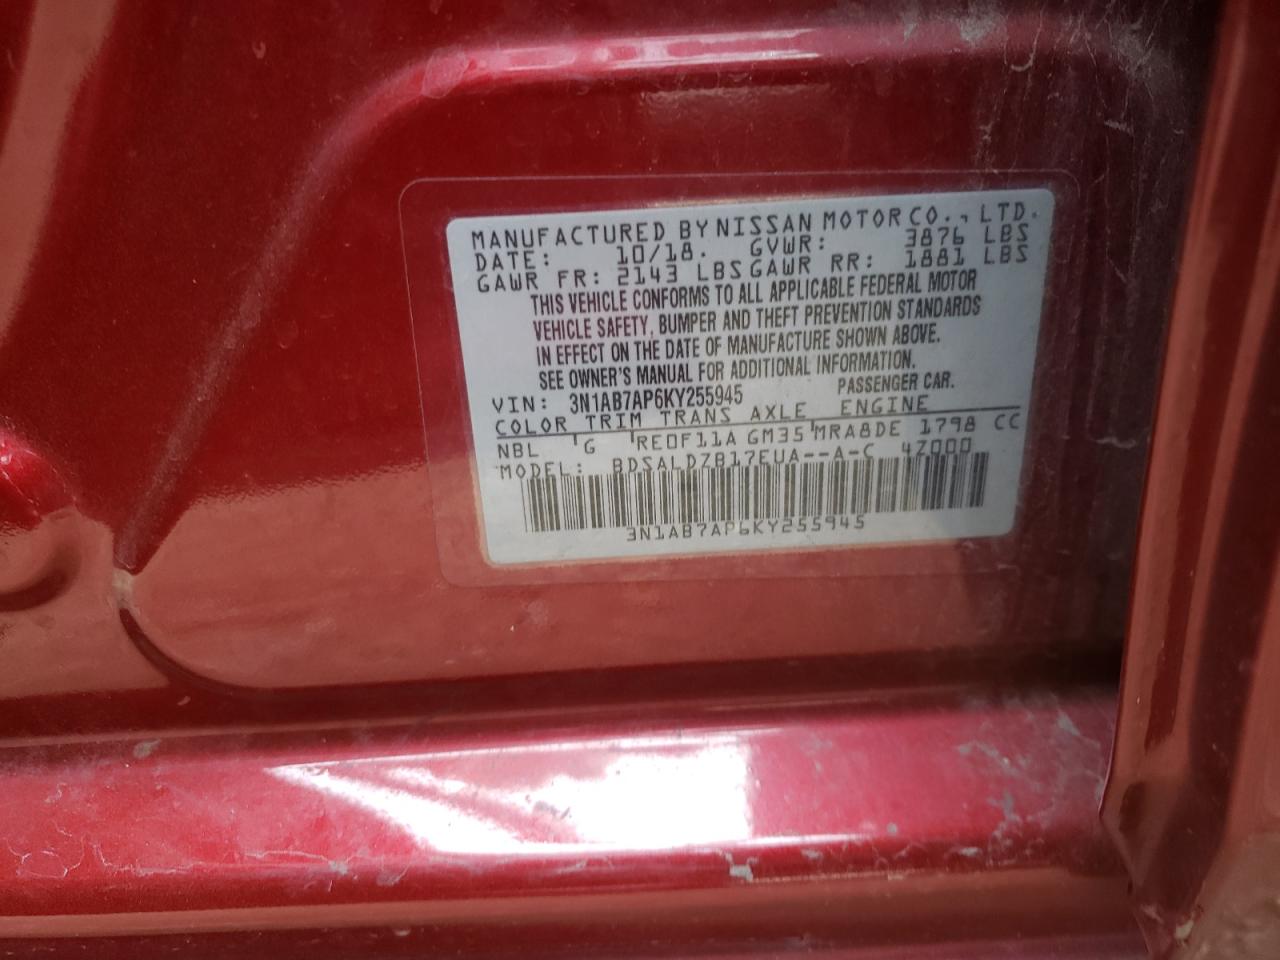 MANUFACTURED BY NISSAN MOTOR CO., LTD.
DATE: 10/18. GVWR: 3876 LBS
GAWR FR: 2143 LBS GAWR RR: 1881 LBS
THIS VEHICLE CONFORMS TO ALL APPLICABLE FEDERAL MOTOR
VEHICLE SAFETY, BUMPER AND THEFT PREVENTION STANDARDS
IN EFFECT ON THE DATE OF MANUFACTURE SHOWN ABOVE.
SEE OWNER'S MANUAL FOR ADDITIONAL INFORMATION.
VIN: 3N1AB7AP6KY255945 PASSENGER CAR.
COLOR TRIM TRANS AXLE ENGINE
NBL G RE0F11A GM35 MRA8DE 1798 CC
MODEL: BDSALDZB17EUA--A-C 4Z000
3N1AB7AP6KY255945